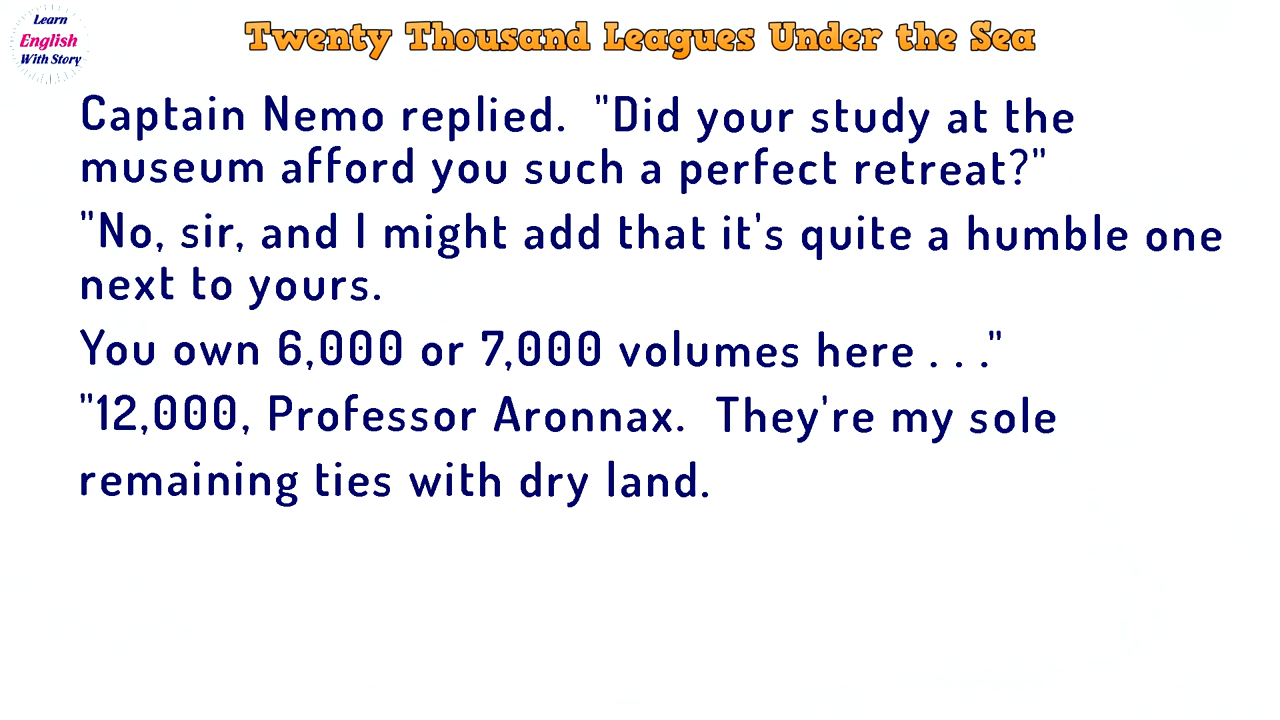 Learn
English
With Story
Twenty Thousand Leagues Under the Sea
Captain Nemo replied.  "Did your study at the
museum afford you such a perfect retreat?"
"No, sir, and I might add that it's quite a humble one
next to yours.
You own 6,000 or 7,000 volumes here . . ."
"12,000, Professor Aronnax.  They're my sole
remaining ties with dry land.